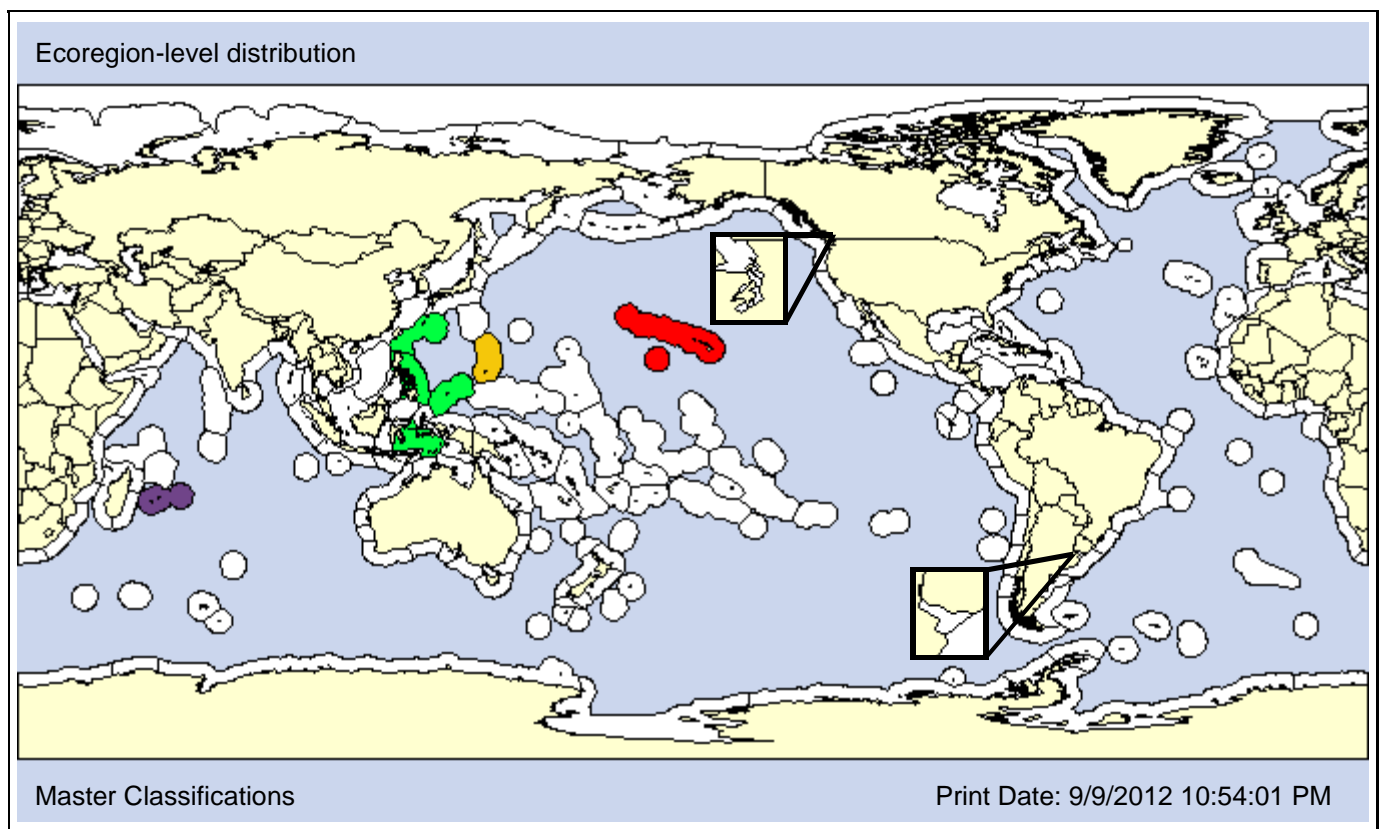 Ecoregion-level distribution
Master Classifications
Print Date: 9/9/2012 10:54:01 PM